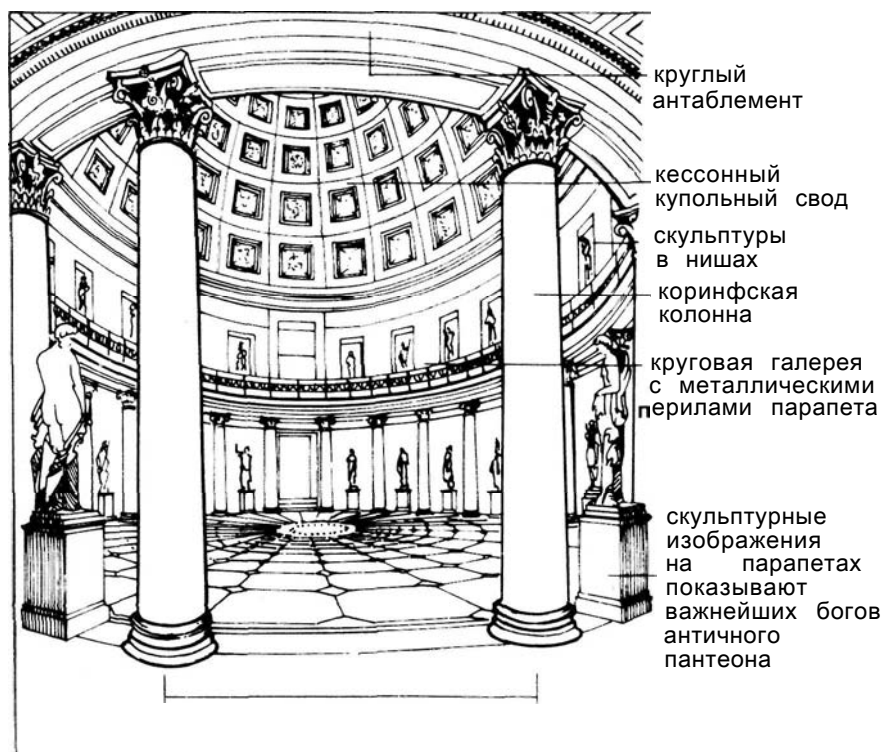 круглый
антаблемент
кессонный
купольный свод
скульптуры
в нишах
коринфская
колонна
круговая галерея
с металлическими
перилами парапета
скульптурные
изображения
на парапетах
показывают
важнейших богов
античного
пантеона